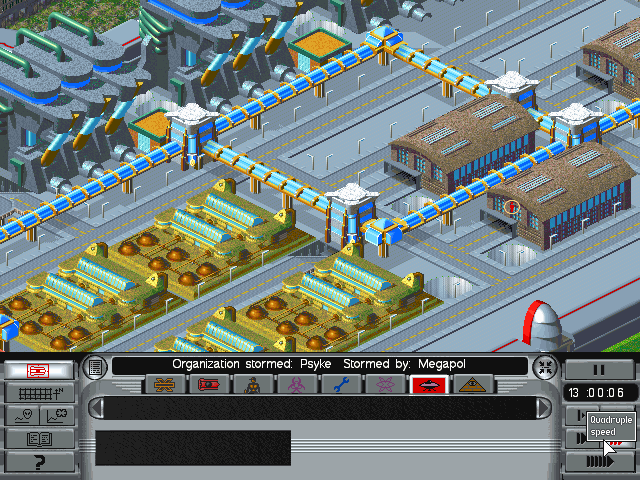 Organization stormed: Psyke Stormed by: Megapol
13 :00:06
Quadruple
speed
N
?